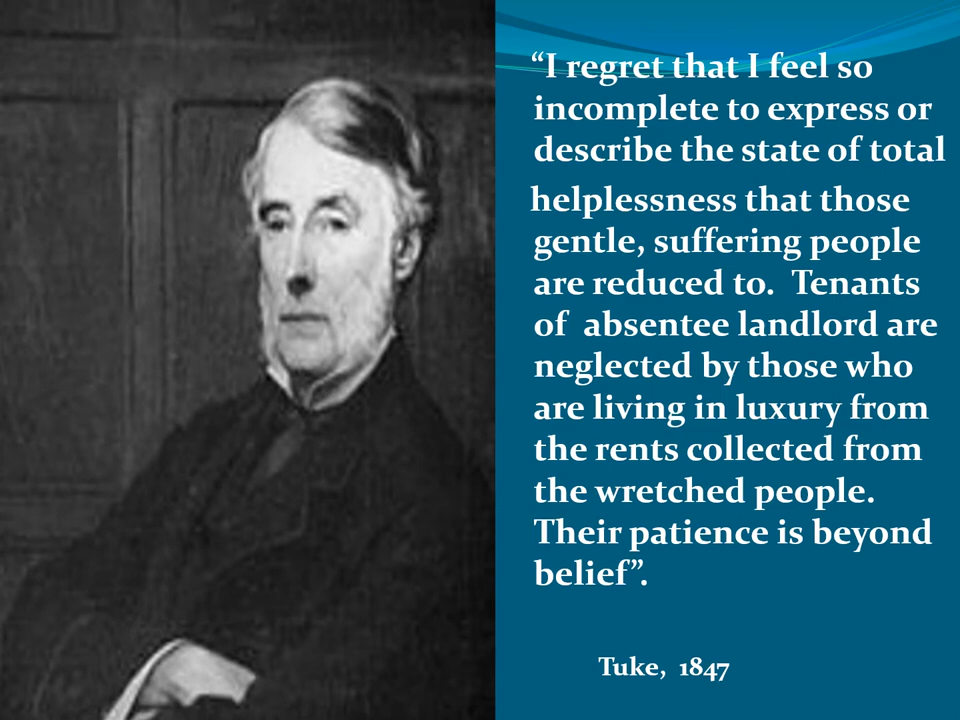 “I regret that I feel so
incomplete to express or
describe the state of total
helplessness that those
gentle, suffering people
are reduced to.  Tenants
of  absentee landlord are
neglected by those who
are living in luxury from
the rents collected from
the wretched people.
Their patience is beyond
belief”.
Tuke,  1847